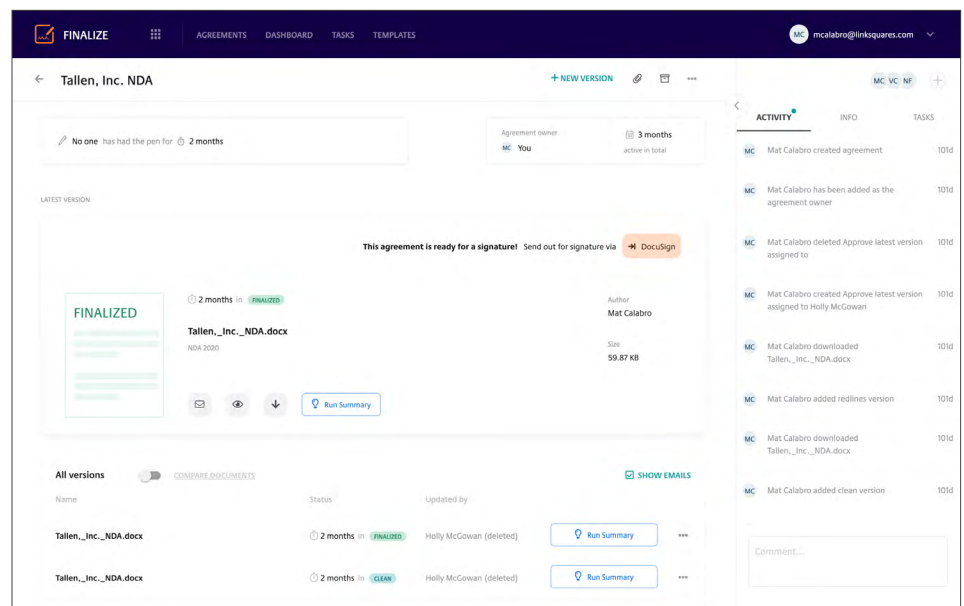 FINALIZE
AGREEMENTS DASHBOARD TASKS TEMPLATES
MC mcalabro@linksquares.com
Tallen, Inc. NDA
+ NEW VERSION
MC VC NF
No one has had the pen for 2 months
Agreement owner
MC You
3 months
active in total
LATEST VERSION
This agreement is ready for a signature! Send out for signature via DocuSign
FINALIZED
2 months in FINALIZED
Tallen,_Inc._NDA.docx
NDA 2020
Author
Mat Calabro
Size
59.87 KB
Run Summary
All versions COMPARE DOCUMENTS SHOW EMAILS
Name Status Updated by
Tallen,_Inc._NDA.docx 2 months in FINALIZED Holly McGowan (deleted) Run Summary
Tallen,_Inc._NDA.docx 2 months in CLEAN Holly McGowan (deleted) Run Summary
ACTIVITY INFO TASKS
MC Mat Calabro created agreement 101d
MC Mat Calabro has been added as the 101d
agreement owner
MC Mat Calabro deleted Approve latest version 101d
assigned to
MC Mat Calabro created Approve latest version 101d
assigned to Holly McGowan
MC Mat Calabro downloaded 101d
Tallen,_Inc._NDA.docx
MC Mat Calabro added redlines version 101d
MC Mat Calabro downloaded 101d
Tallen,_Inc._NDA.docx
MC Mat Calabro added clean version 101d
Comment...